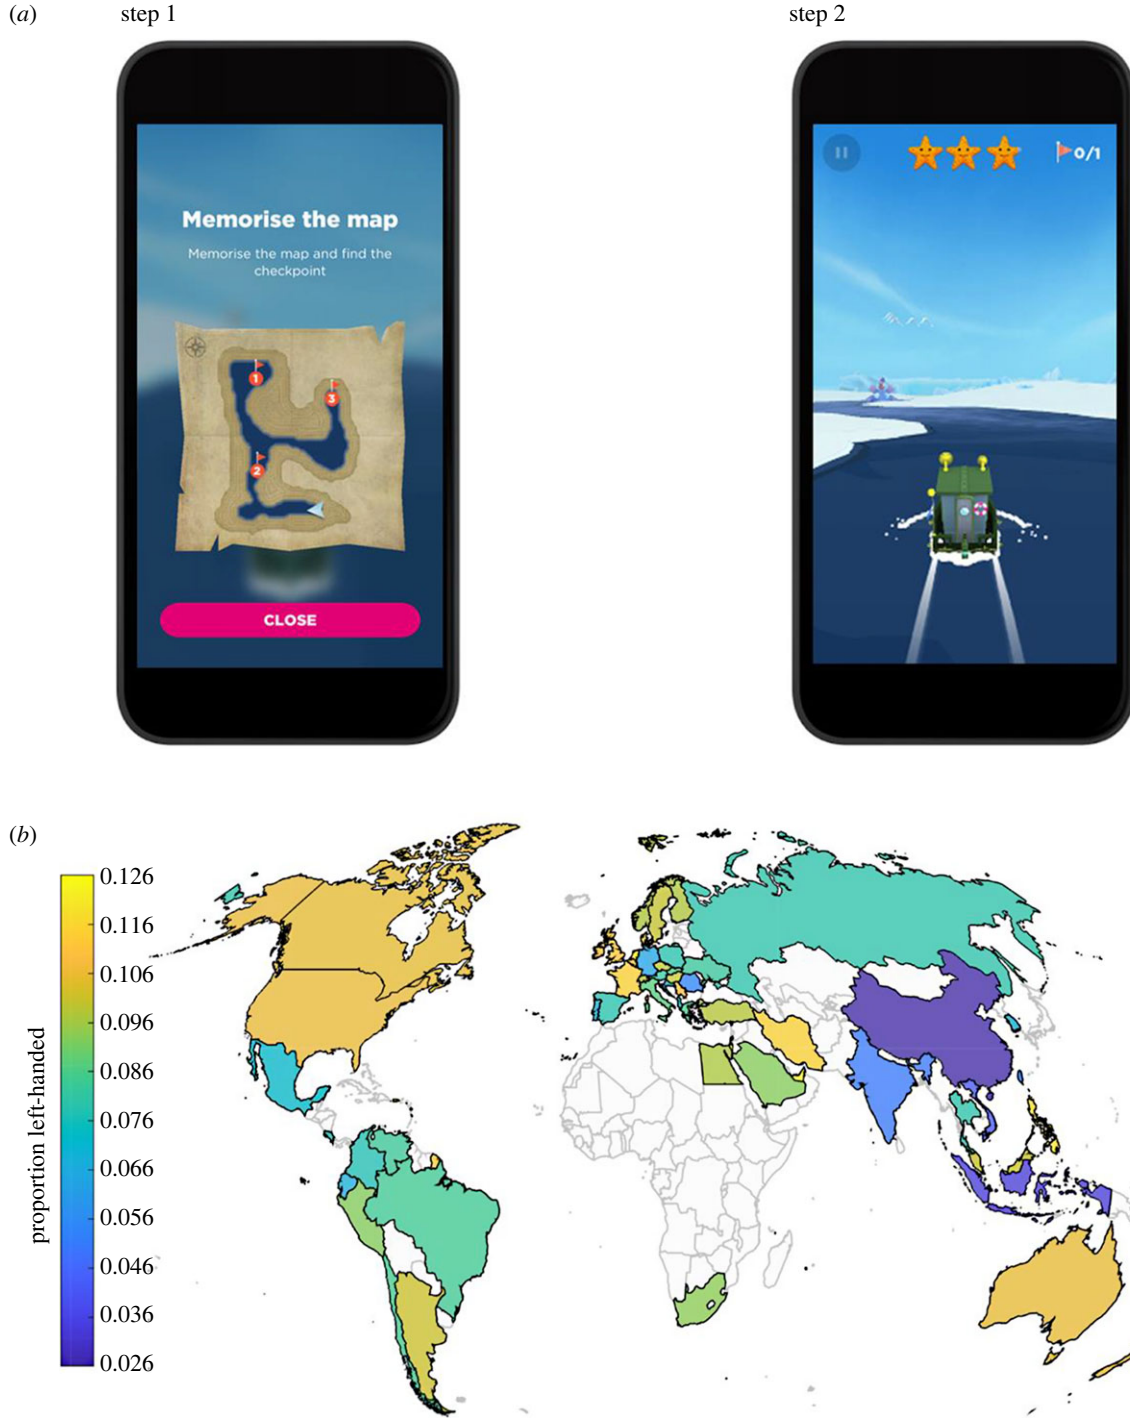 (a)
step 1
step 2
Memorise the map
Memorise the map and find the
checkpoint
1
3
2
CLOSE
0/1
(b)
proportion left-handed
0.126
0.116
0.106
0.096
0.086
0.076
0.066
0.056
0.046
0.036
0.026